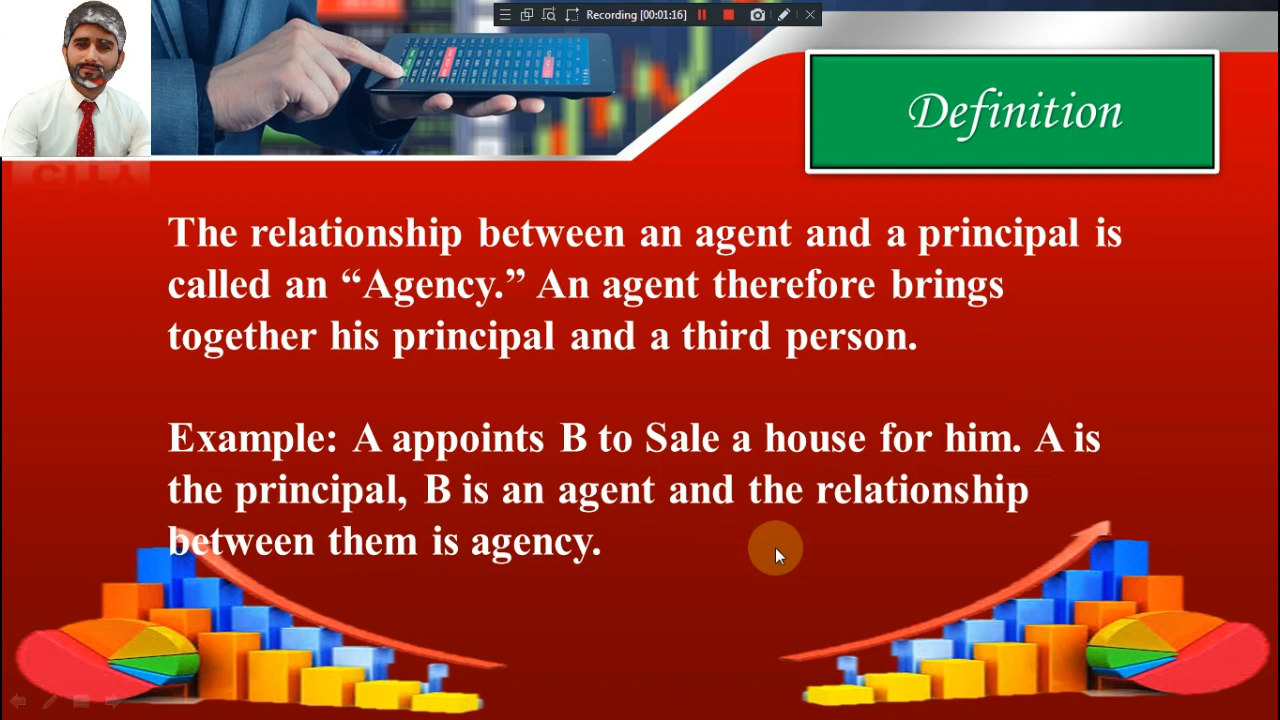 Recording [00:01:16]
Definition
The relationship between an agent and a principal is
called an “Agency.” An agent therefore brings
together his principal and a third person.
Example: A appoints B to Sale a house for him. A is
the principal, B is an agent and the relationship
between them is agency.